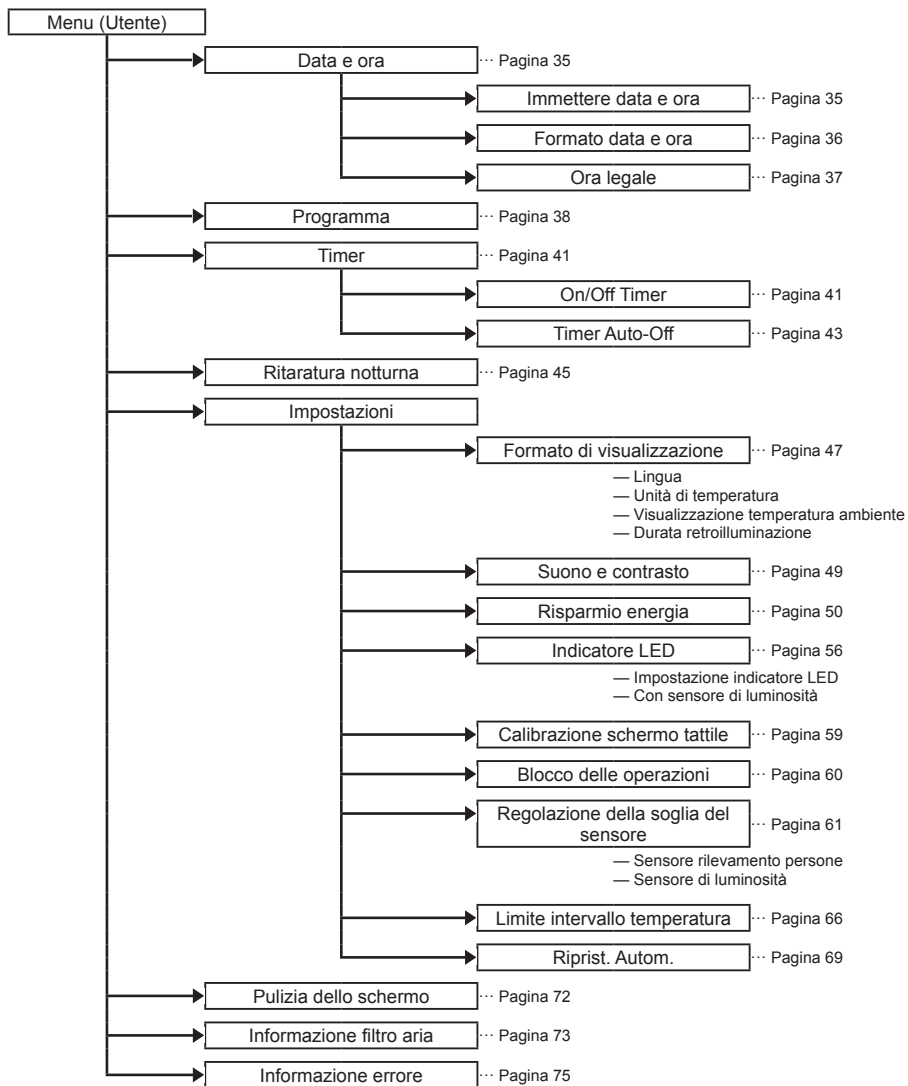 Menu (Utente)
Data e ora ··· Pagina 35
Immettere data e ora ··· Pagina 35
Formato data e ora ··· Pagina 36
Ora legale ··· Pagina 37
Programma ··· Pagina 38
Timer ··· Pagina 41
On/Off Timer ··· Pagina 41
Timer Auto-Off ··· Pagina 43
Ritaratura notturna ··· Pagina 45
Impostazioni
Formato di visualizzazione ··· Pagina 47
— Lingua
— Unità di temperatura
— Visualizzazione temperatura ambiente
— Durata retroilluminazione
Suono e contrasto ··· Pagina 49
Risparmio energia ··· Pagina 50
Indicatore LED ··· Pagina 56
— Impostazione indicatore LED
— Con sensore di luminosità
Calibrazione schermo tattile ··· Pagina 59
Blocco delle operazioni ··· Pagina 60
Regolazione della soglia del
sensore ··· Pagina 61
— Sensore rilevamento persone
— Sensore di luminosità
Limite intervallo temperatura ··· Pagina 66
Riprist. Autom. ··· Pagina 69
Pulizia dello schermo ··· Pagina 72
Informazione filtro aria ··· Pagina 73
Informazione errore ··· Pagina 75